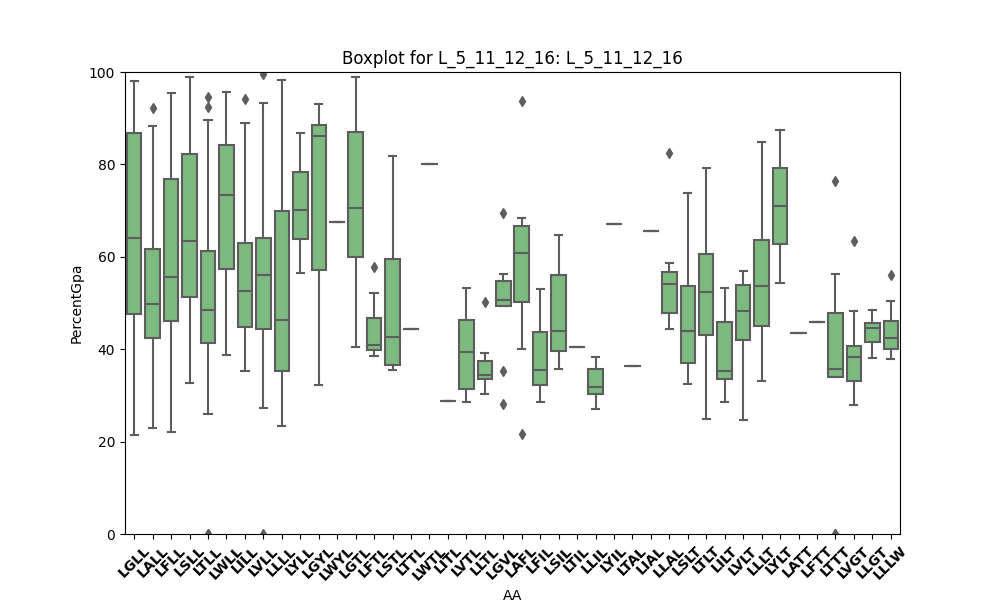 Boxplot for L_5_11_12_16: L_5_11_12_16
PercentGpa
100
80
60
40
20
0
LGLL
LALL
LFLL
LSLL
LTLL
LWLL
LILL
LVLL
LLLL
LYLL
LGYL
LWYL
LGTL
LFTL
LSTL
LTTL
LWTL
LITL
LVTL
LLTL
LGVL
LAFL
LFIL
LSIL
LTIL
LLIL
LYIL
LTAL
LIAL
LLAL
LSLT
LTLT
LILT
LVLT
LLLT
LYLT
LATT
LFTT
LTTT
LVGT
LLGT
LLLW
AA